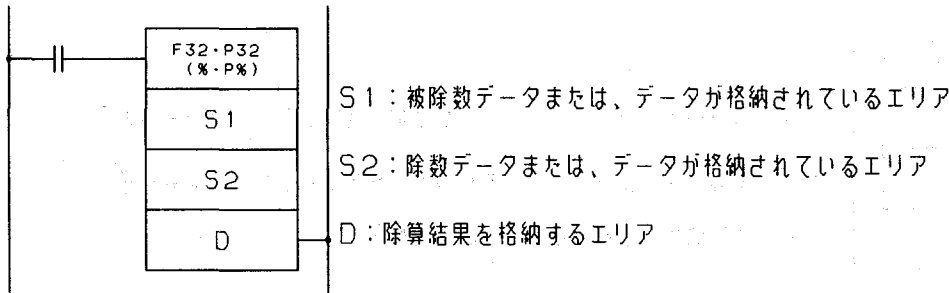 F32・P32
(%・P%)
S1
S2
D
S1：被除数データまたは、データが格納されているエリア
S2：除数データまたは、データが格納されているエリア
D：除算結果を格納するエリア